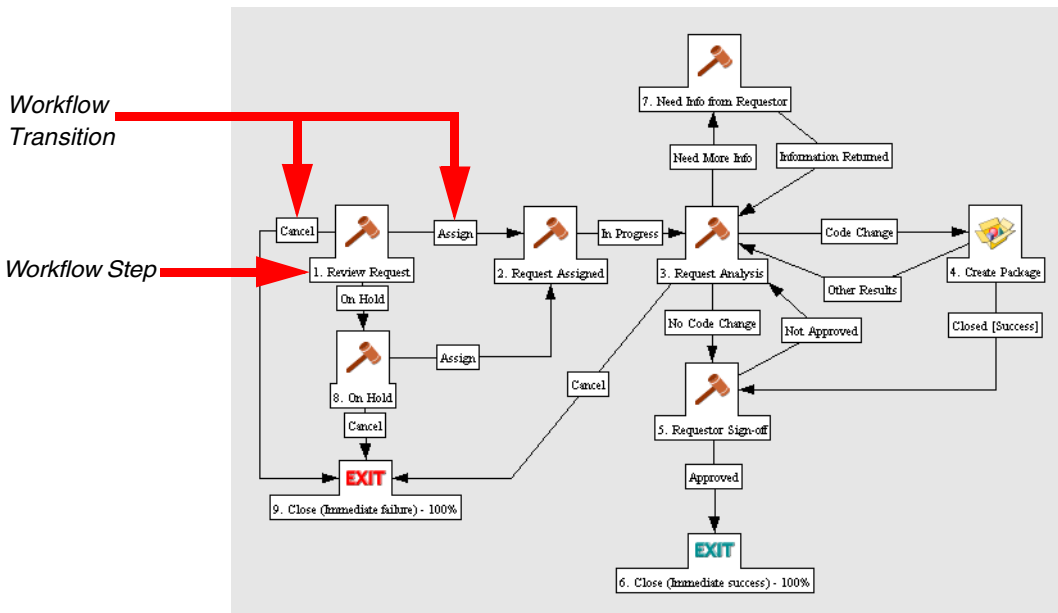 7. Need Info from Requestor
Workflow
Transition
Need More Info
Information Returned
Cancel
Assign
In Progress
Code Change
Workflow Step
1. Review Request
2. Request Assigned
3. Request Analysis
4. Create Package
Other Results
On Hold
No Code Change
Not Approved
Closed [Success]
Assign
Cancel
8. On Hold
Cancel
5. Requestor Sign-off
EXIT
Approved
9. Close (Immediate failure) - 100%
EXIT
6. Close (Immediate success) - 100%